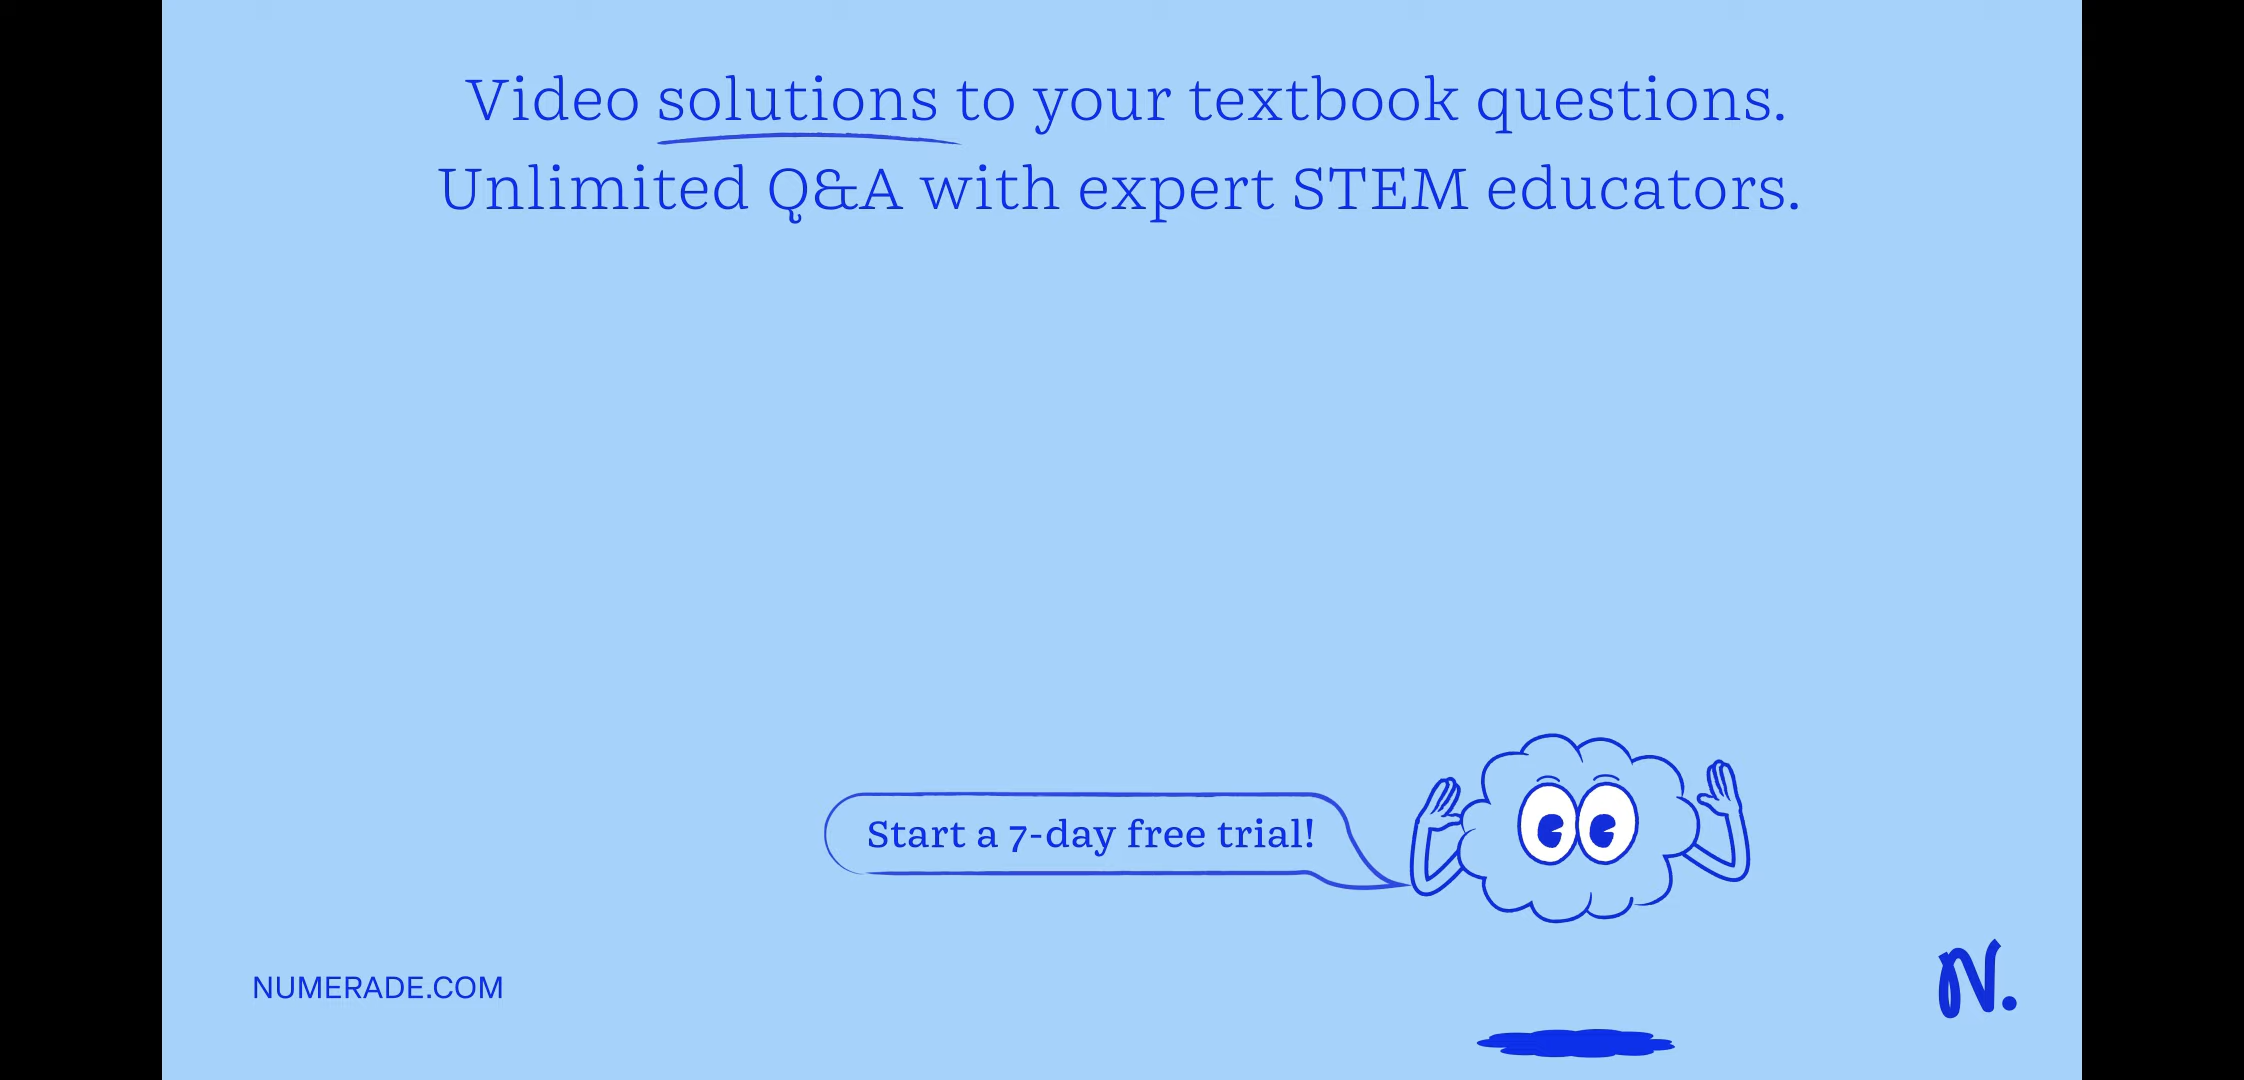 Video solutions to your textbook questions.
Unlimited Q&A with expert STEM educators.
Start a 7-day free trial!
NUMERADE.COM
N.